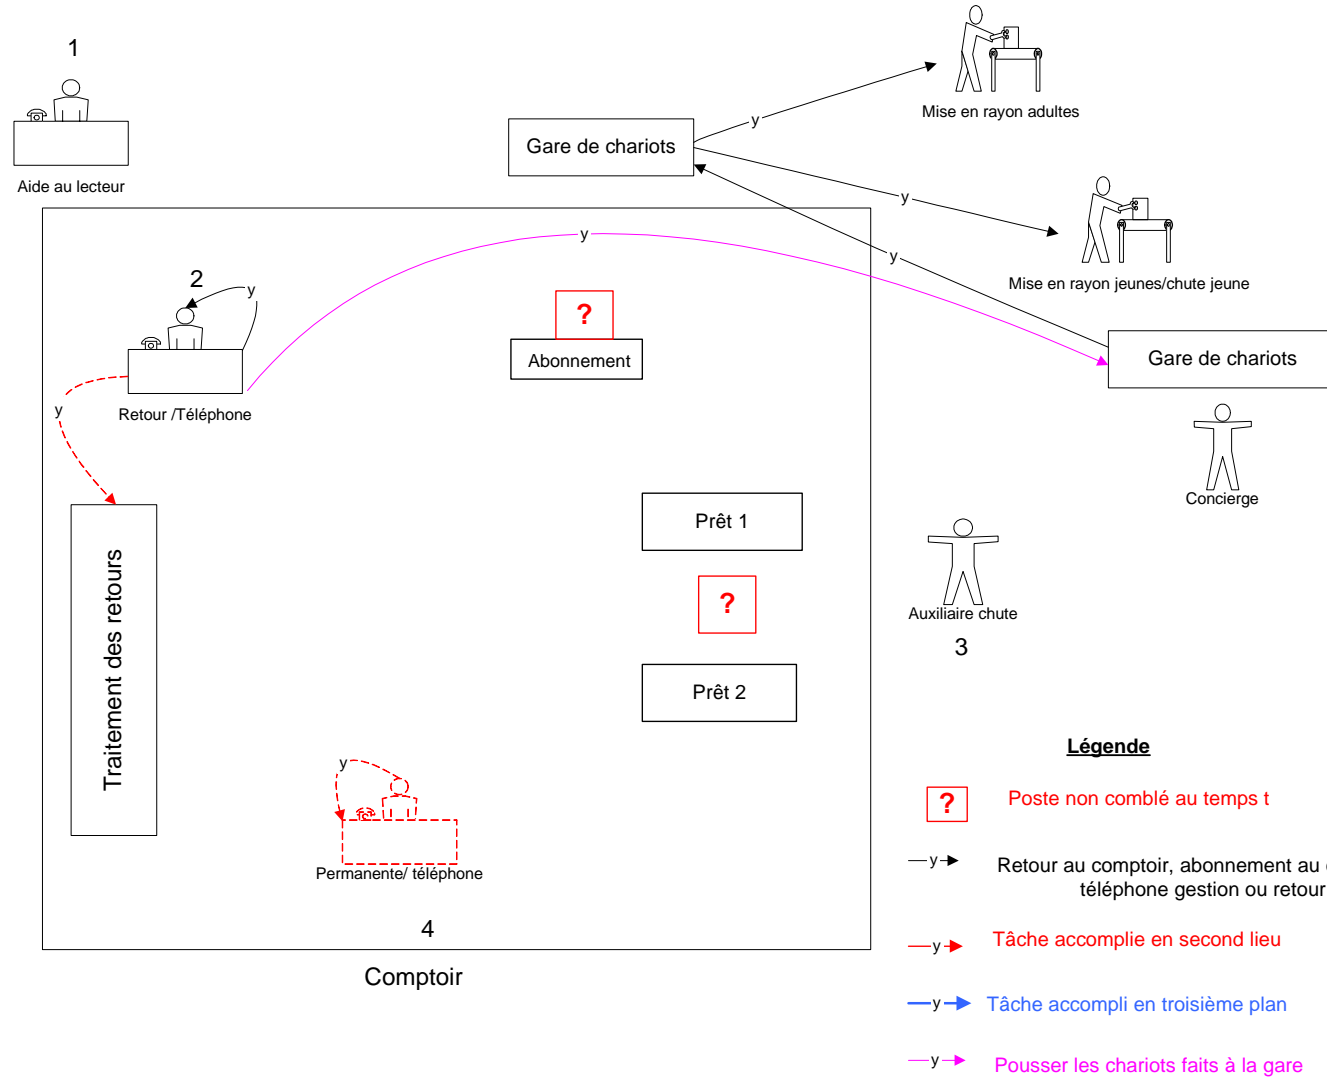 1
Aide au lecteur
Mise en rayon adultes
Gare de chariots
y
y
y
y
Mise en rayon jeunes/chute jeune
2
y
Retour /Téléphone
y
?
Abonnement
Gare de chariots
Concierge
Traitement des retours
Prêt 1
?
Prêt 2
Auxiliaire chute
3
y
Permanente/ téléphone
4
Comptoir
Légende
?
Poste non comblé au temps t
y
Retour au comptoir, abonnement au
téléphone gestion ou retour
y
Tâche accomplie en second lieu
y
Tâche accompli en troisième plan
y
Pousser les chariots faits à la gare